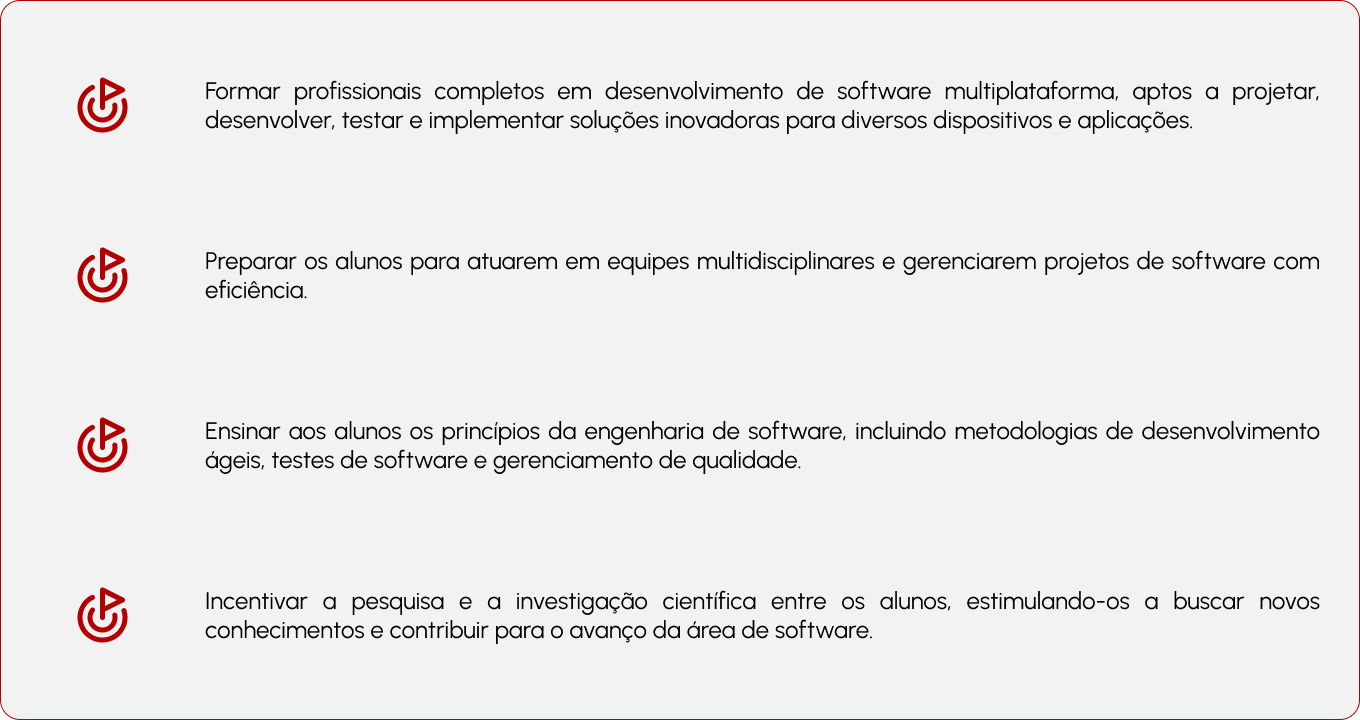 Formar profissionais completos em desenvolvimento de software multiplataforma, aptos a projetar,
desenvolver, testar e implementar soluções inovadoras para diversos dispositivos e aplicações.
Preparar os alunos para atuarem em equipes multidisciplinares e gerenciarem projetos de software com
eficiência.
Ensinar aos alunos os princípios da engenharia de software, incluindo metodologias de desenvolvimento
ágeis, testes de software e gerenciamento de qualidade.
Incentivar a pesquisa e a investigação científica entre os alunos, estimulando-os a buscar novos
conhecimentos e contribuir para o avanço da área de software.